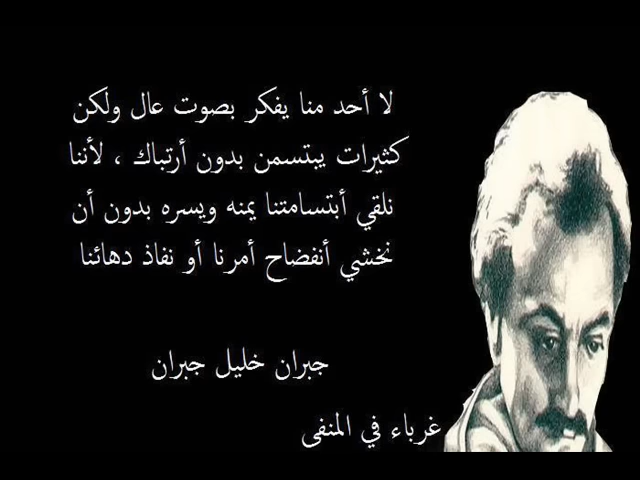 لا أحد منا يفكر بصوت عال ولكن
كثيرات يبتسمن بدون أرتباك ، لأننا
نلقي أبتسامتنا يمنه ويسره بدون أن
نخشي أنفضاح أمرنا أو نفاذ دهائنا
جبران خليل جبران
غرباء في المنفى